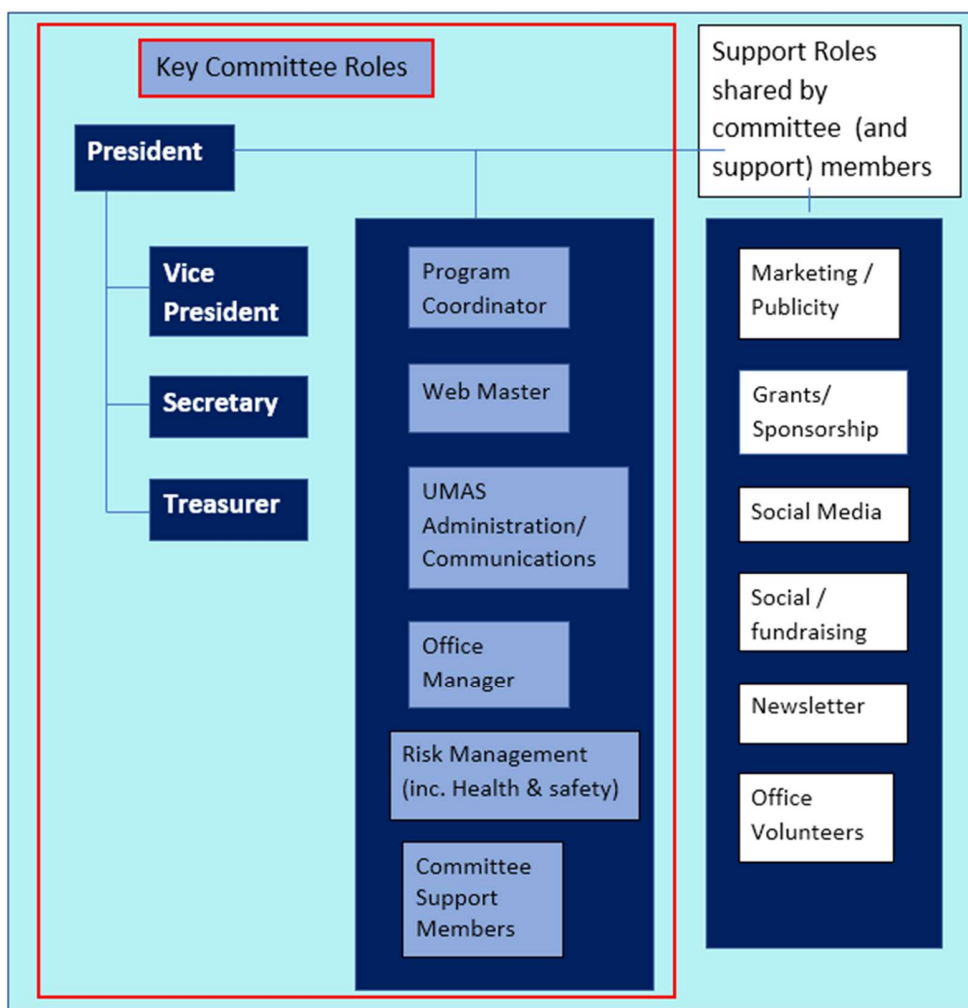 Key Committee Roles
Support Roles
shared by
committee (and
support) members
President
Vice
President
Secretary
Treasurer
Program
Coordinator
Web Master
UMAS
Administration/
Communications
Office
Manager
Risk Management
(inc. Health & safety)
Committee
Support
Members
Marketing /
Publicity
Grants/
Sponsorship
Social Media
Social /
fundraising
Newsletter
Office
Volunteers